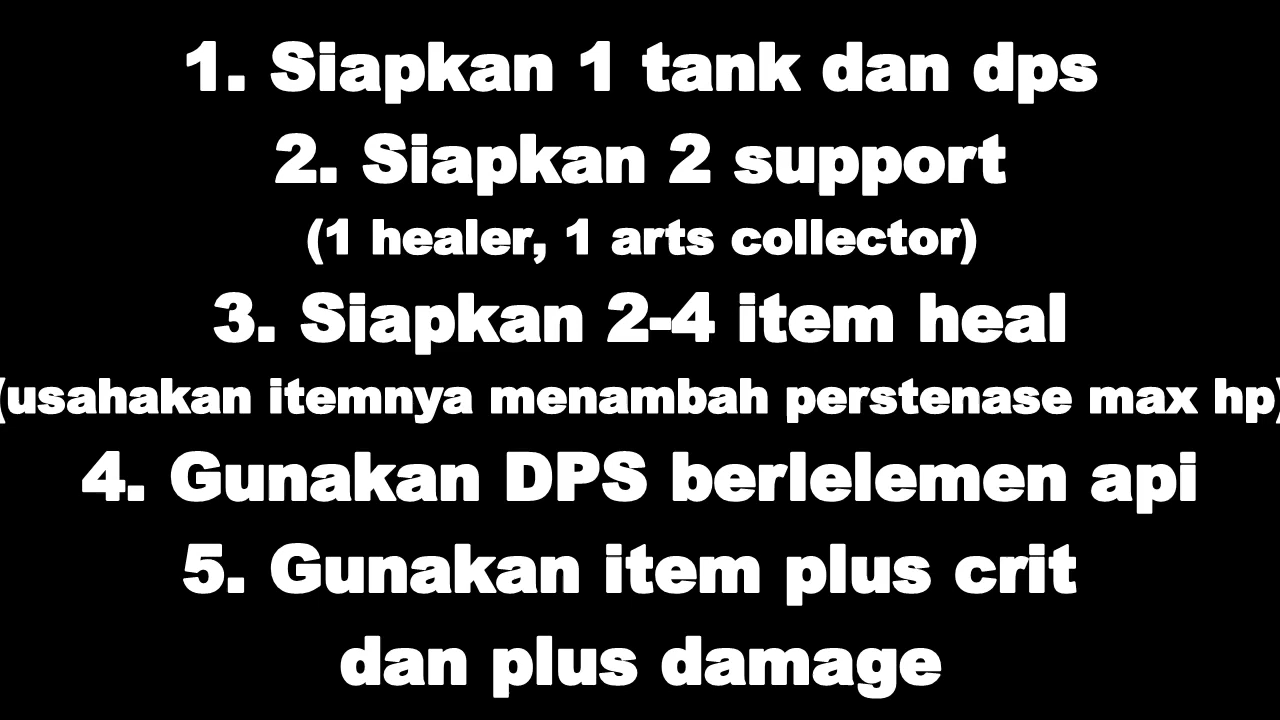 1. Siapkan 1 tank dan dps
2. Siapkan 2 support
(1 healer, 1 arts collector)
3. Siapkan 2-4 item heal
(usahakan itemnya menambah perstenase max hp)
4. Gunakan DPS berlelemen api
5. Gunakan item plus crit
dan plus damage